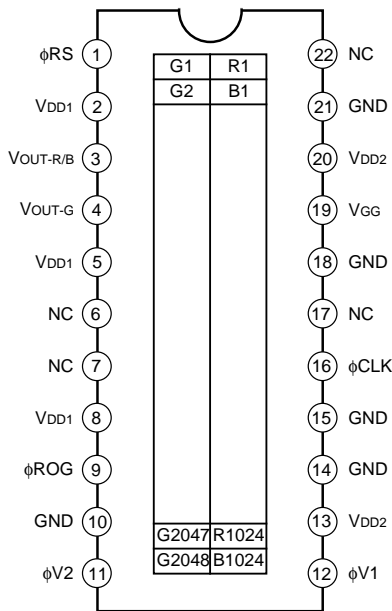 ϕRS 1 G1 R1 22 NC
VDD1 2 G2 B1 21 GND
VOUT-R/B 3 20 VDD2
VOUT-G 4 19 VGG
VDD1 5 18 GND
NC 6 17 NC
NC 7 16 ϕCLK
VDD1 8 15 GND
ϕROG 9 14 GND
GND 10 G2047 R1024 13 VDD2
ϕV2 11 G2048 B1024 12 ϕV1